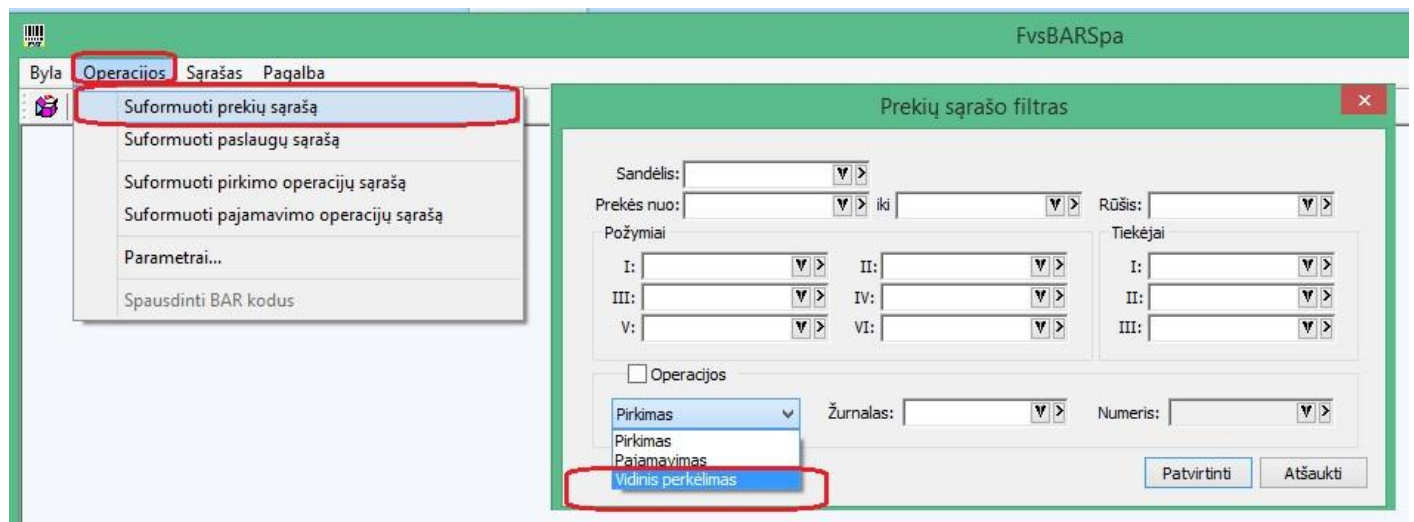 FvsBARSpa
Byla Operacijos Sąrašas Pagalba
Suformuoti prekių sąrašą
Suformuoti paslaugų sąrašą
Suformuoti pirkimo operacijų sąrašą
Suformuoti pajamavimo operacijų sąrašą
Parametrai...
Spausdinti BAR kodus
Prekių sąrašo filtras
Sandėlis:
Prekės nuo: iki Rūšis:
Požymiai Tiekėjai
I: II: I:
III: IV: II:
V: VI: III:
Operacijos
Pirkimas Žurnalas: Numeris:
Pirkimas
Pajamavimas
Vidinis perkėlimas
Patvirtinti Atšaukti